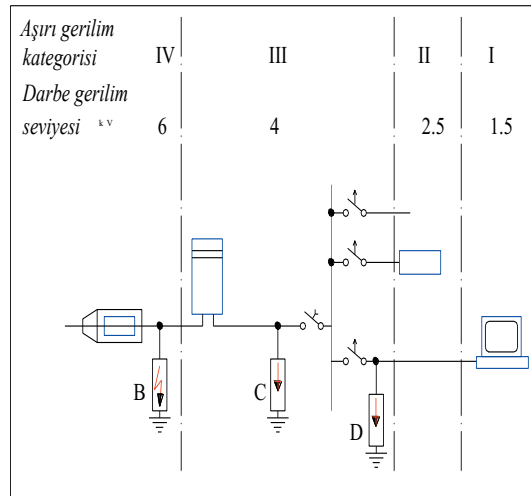 Aşırı gerilim
kategorisi IV III II I
Darbe gerilim
seviyesi kV 6 4 2.5 1.5
B
C
D